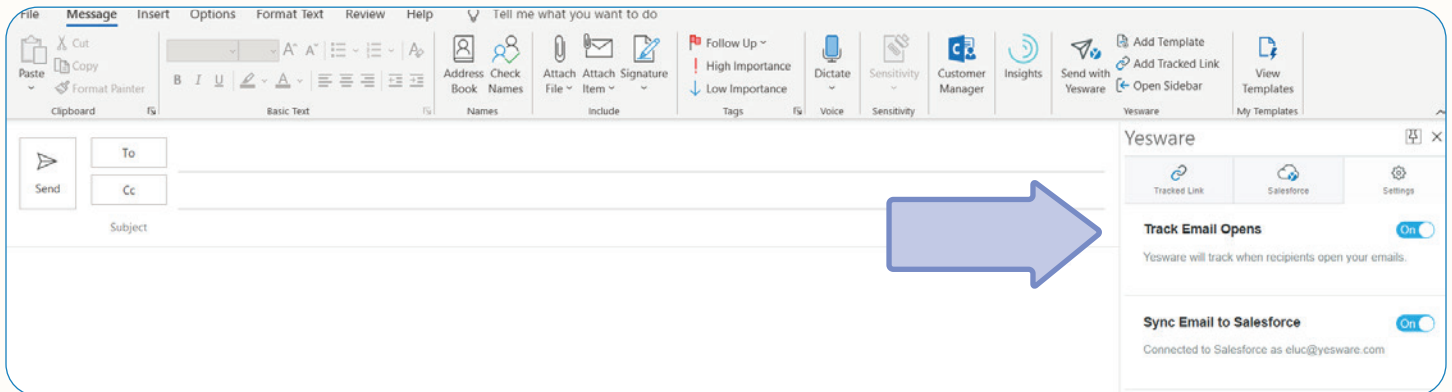 File Message Insert Options Format Text Review Help Tell me what you want to do
Paste
Cut
Copy
Format Painter
Clipboard
B I U A
Basic Text
Address Book
Check Names
Names
Attach File
Attach Item
Signature
Include
Follow Up
High Importance
Low Importance
Tags
Dictate
Voice
Sensitivity
Sensitivity
Customer Manager
Insights
Send with Yesware
Add Template
Add Tracked Link
Open Sidebar
Yesware
View Templates
My Templates
Send
To
Cc
Subject
Yesware
Tracked Link
Salesforce
Settings
Track Email Opens
On
Yesware will track when recipients open your emails.
Sync Email to Salesforce
On
Connected to Salesforce as eluc@yesware.com